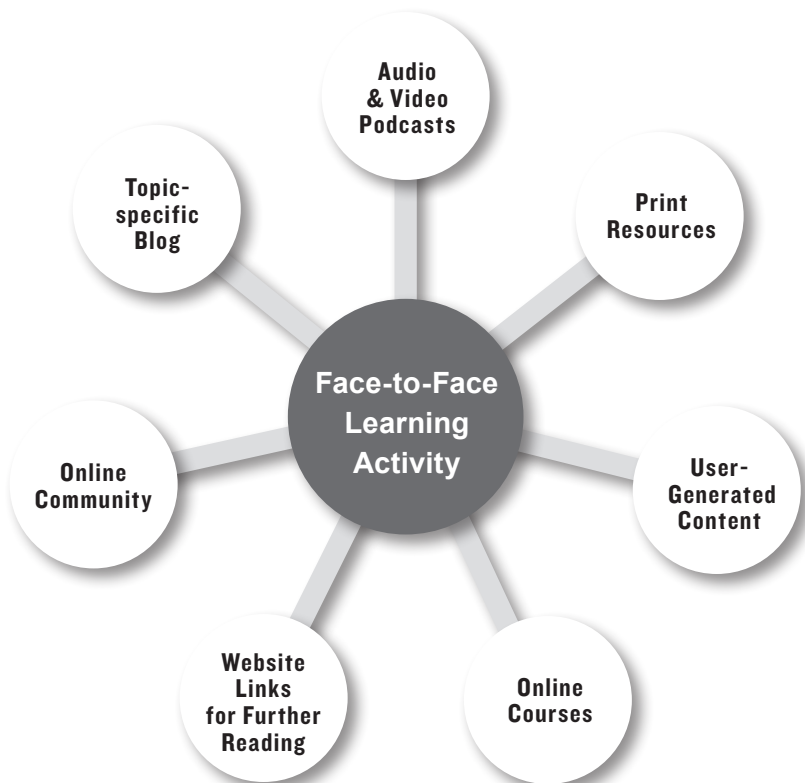 Audio
& Video
Podcasts
Topic-
specific
Blog
Print
Resources
Face-to-Face
Learning
Activity
Online
Community
User-
Generated
Content
Website
Links
for Further
Reading
Online
Courses